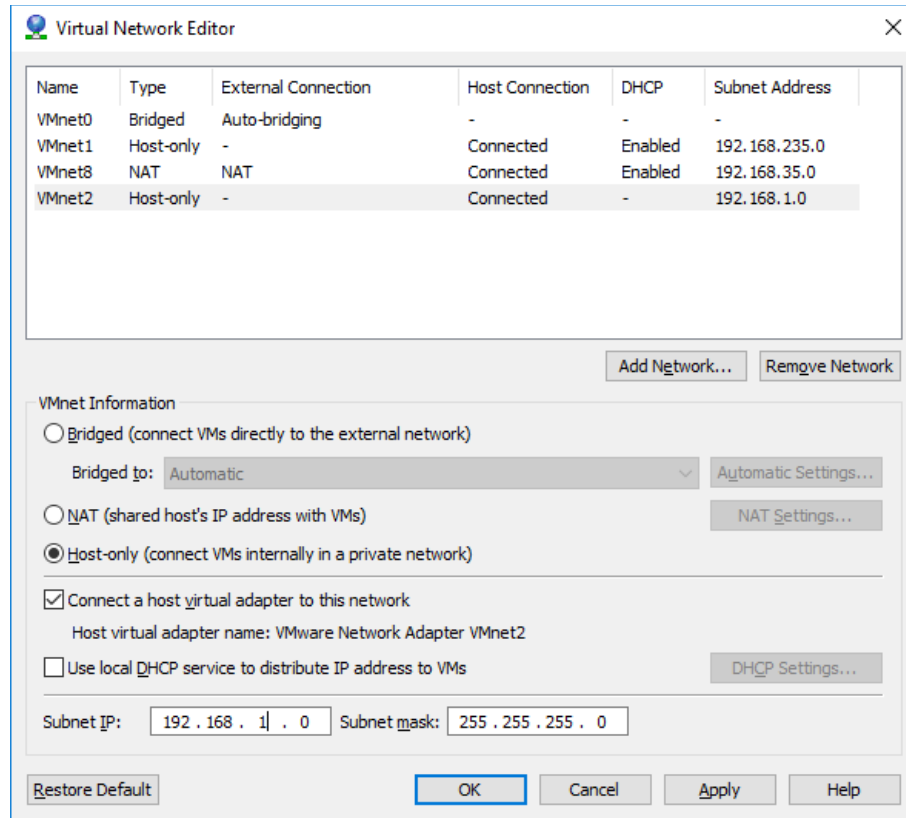 Virtual Network Editor
Name Type External Connection Host Connection DHCP Subnet Address
VMnet0 Bridged Auto-bridging - - -
VMnet1 Host-only - Connected Enabled 192.168.235.0
VMnet8 NAT NAT Connected Enabled 192.168.35.0
VMnet2 Host-only - Connected - 192.168.1.0
Add Network... Remove Network
VMnet Information
Bridged (connect VMs directly to the external network)
Bridged to: Automatic Automatic Settings...
NAT (shared host's IP address with VMs) NAT Settings...
Host-only (connect VMs internally in a private network)
Connect a host virtual adapter to this network
Host virtual adapter name: VMware Network Adapter VMnet2
Use local DHCP service to distribute IP address to VMs DHCP Settings...
Subnet IP: 192 . 168 . 1 . 0 Subnet mask: 255 . 255 . 255 . 0
Restore Default OK Cancel Apply Help